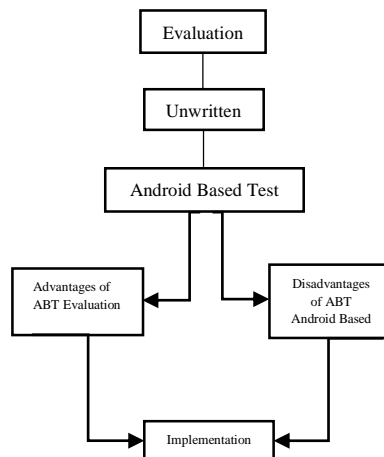 Evaluation
Unwritten
Android Based Test
Advantages of
ABT Evaluation
Disadvantages
of ABT
Android Based
Implementation